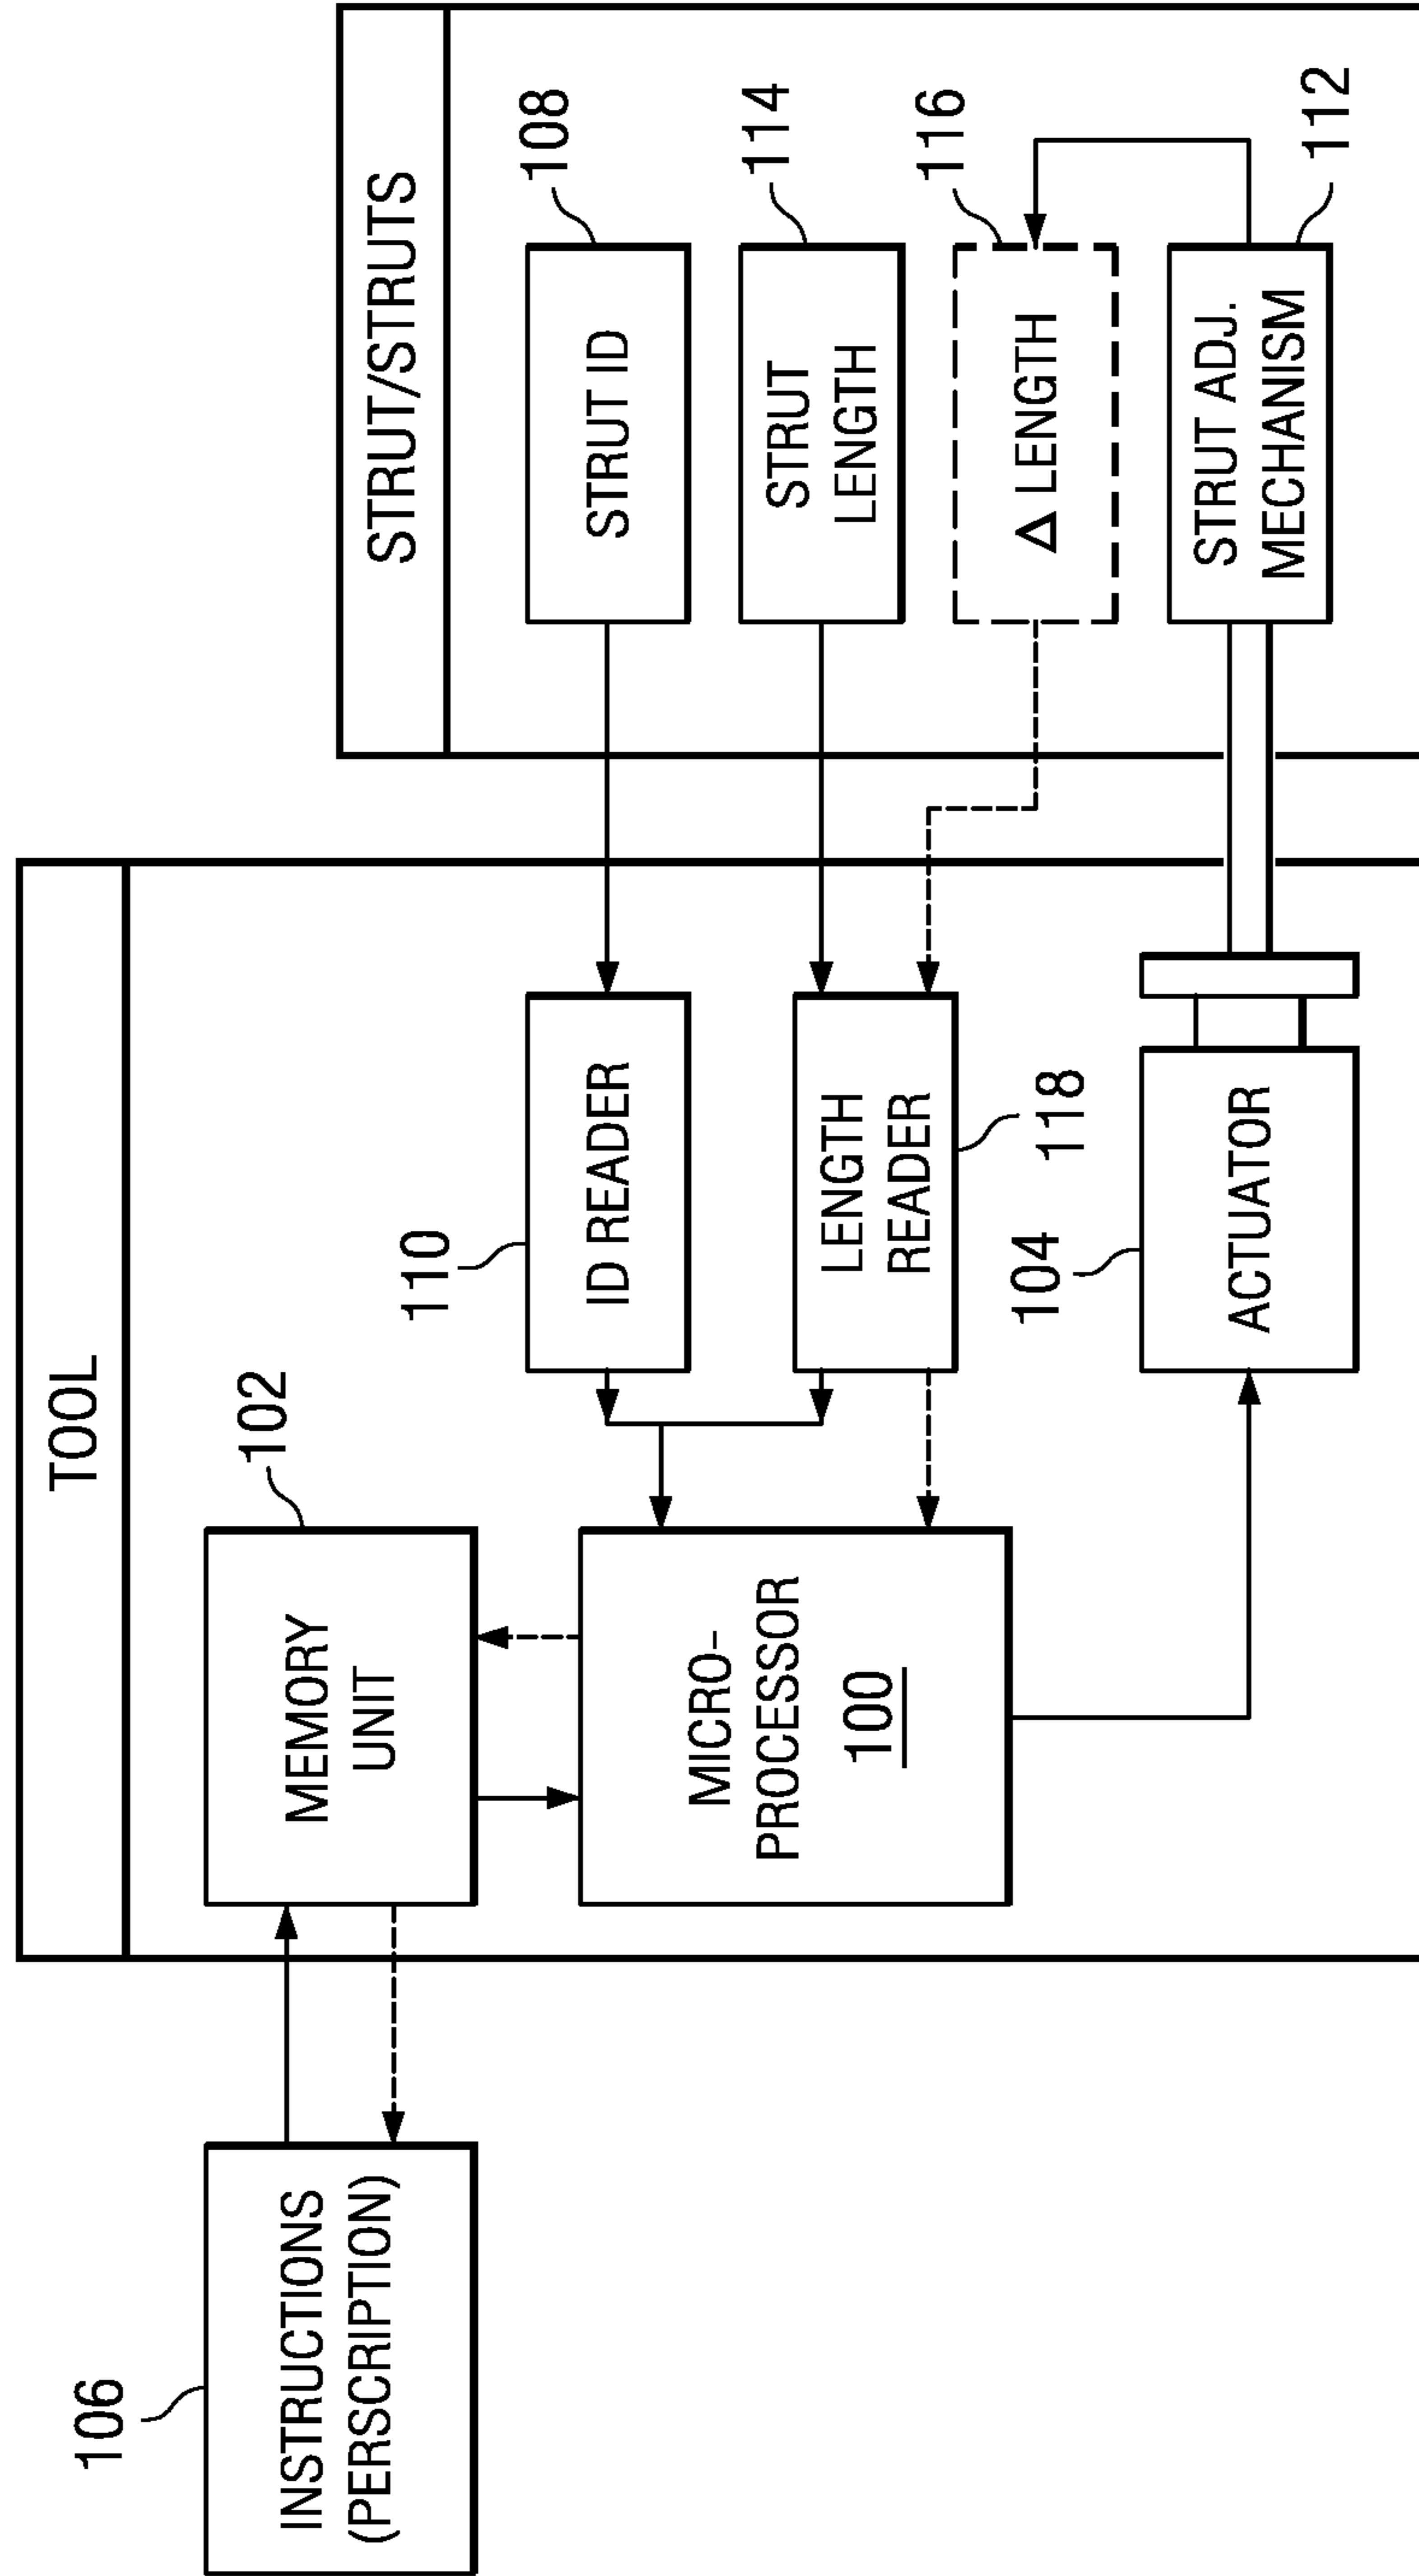 TOOL
STRUT/STRUTS
106
INSTRUCTIONS
(PERSCRIPTION)
102
MEMORY
UNIT
MICRO-
PROCESSOR
100
110
ID READER
LENGTH
READER
118
104
ACTUATOR
STRUT ID
108
STRUT
LENGTH
114
Δ LENGTH
116
STRUT ADJ.
MECHANISM
112